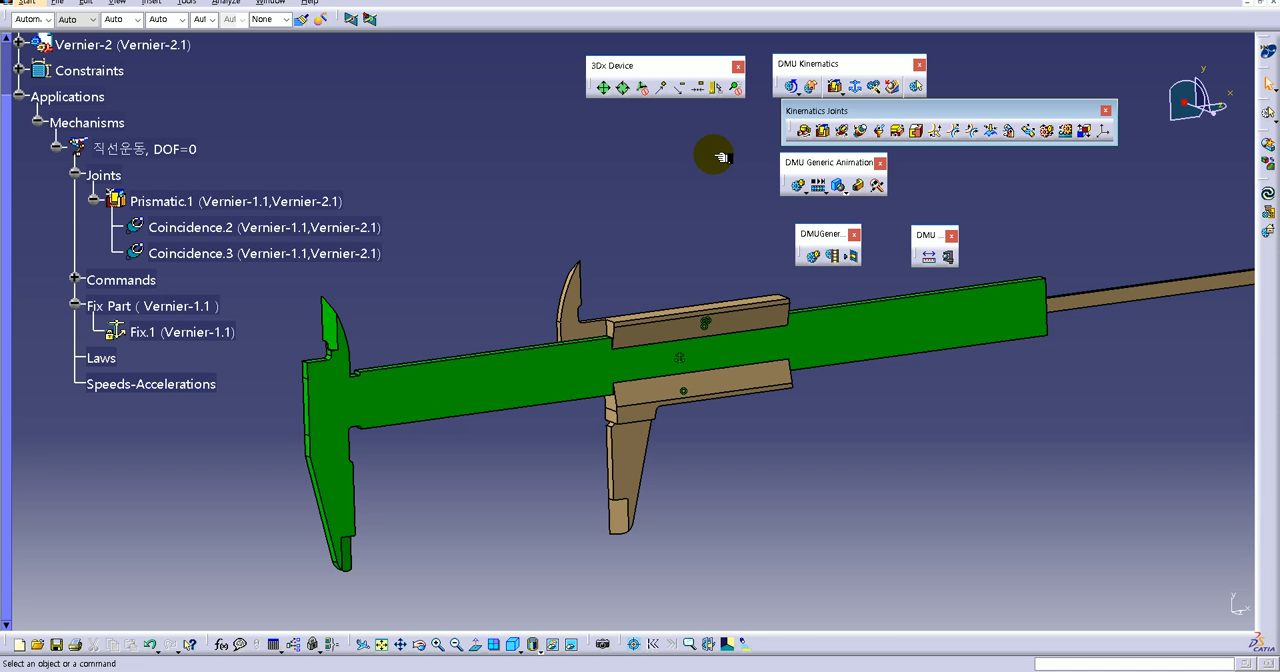 Start File Edit View Insert Tools Analyze Window Help
Autom Auto Auto Auto Aut Aut None
Vernier-2 (Vernier-2.1)
Constraints
Applications
Mechanisms
직선운동, DOF=0
Joints
Prismatic.1 (Vernier-1.1,Vernier-2.1)
Coincidence.2 (Vernier-1.1,Vernier-2.1)
Coincidence.3 (Vernier-1.1,Vernier-2.1)
Commands
Fix Part ( Vernier-1.1 )
Fix.1 (Vernier-1.1)
Laws
Speeds-Accelerations
3Dx Device
DMU Kinematics
Kinematics Joints
DMU Generic Animation
DMUGener...
DMU ...
y
x
y
x
f(x)
CATIA
Select an object or a command